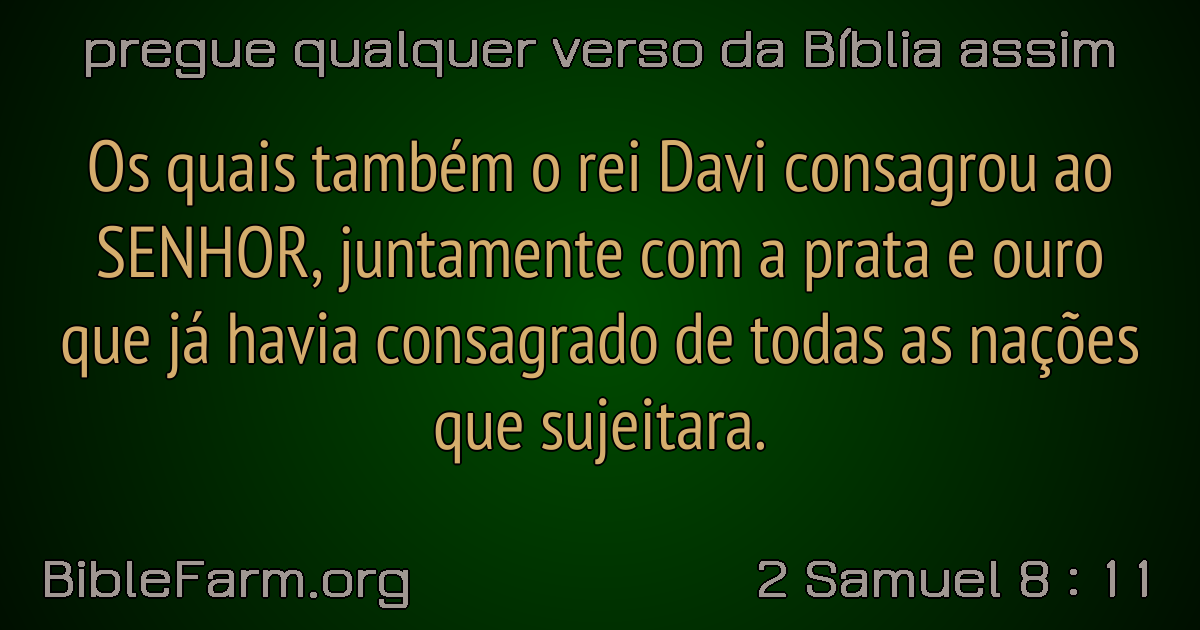 pregue qualquer verso da Bíblia assim
Os quais também o rei Davi consagrou ao
SENHOR, juntamente com a prata e ouro
que já havia consagrado de todas as nações
que sujeitara.
BibleFarm.org
2 Samuel 8 : 11